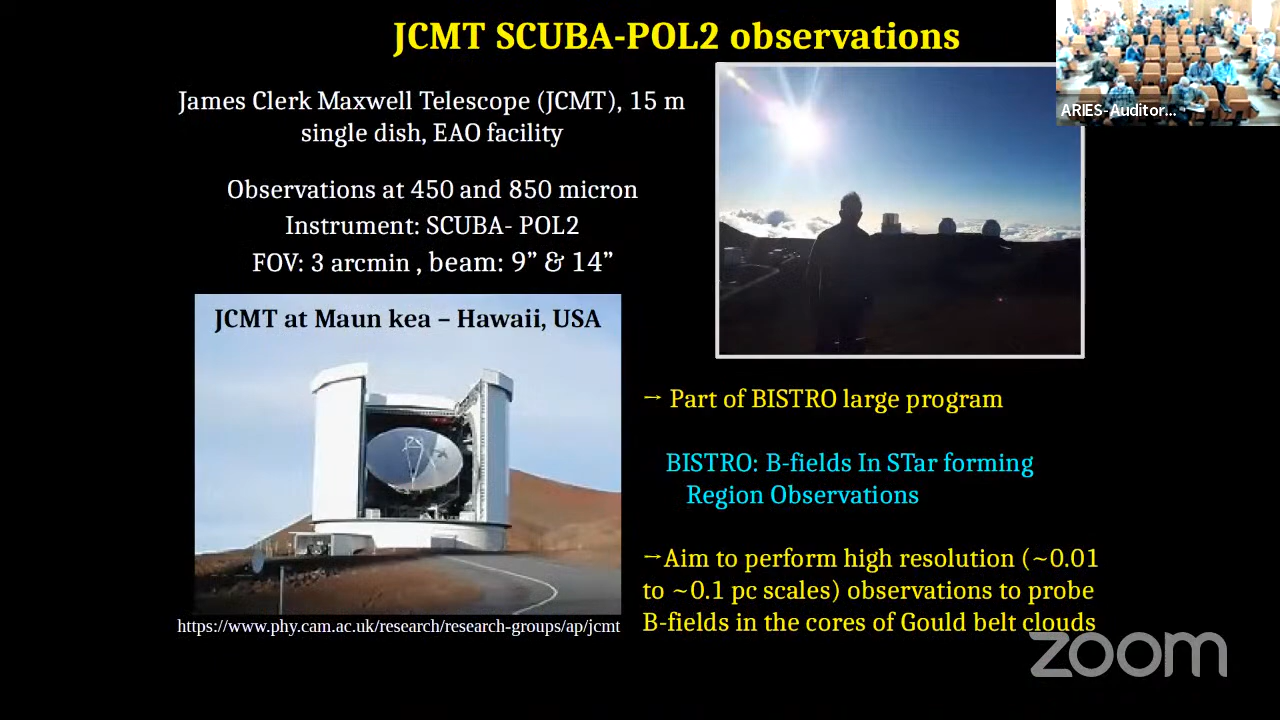 JCMT SCUBA-POL2 observations
ARIES-Auditor...
James Clerk Maxwell Telescope (JCMT), 15 m
single dish, EAO facility
Observations at 450 and 850 micron
Instrument: SCUBA- POL2
FOV: 3 arcmin , beam: 9” & 14”
JCMT at Maun kea – Hawaii, USA
https://www.phy.cam.ac.uk/research/research-groups/ap/jcmt
→ Part of BISTRO large program
BISTRO: B-fields In STar forming
Region Observations
→Aim to perform high resolution (~0.01
to ~0.1 pc scales) observations to probe
B-fields in the cores of Gould belt clouds
zoom